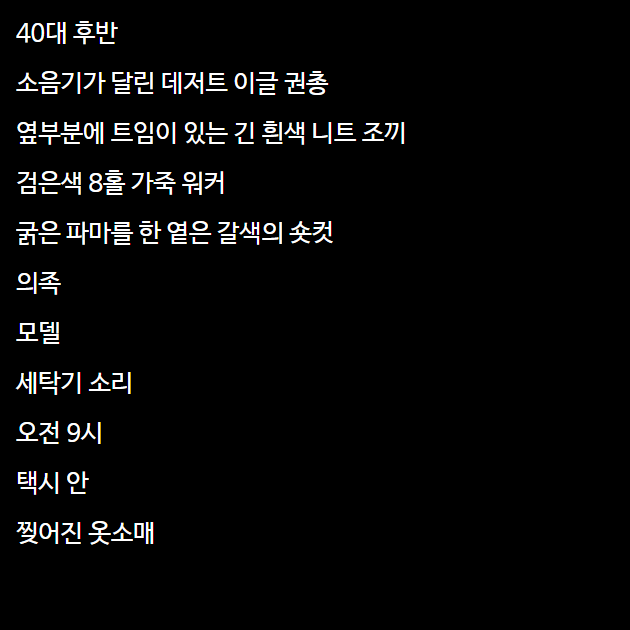 40대 후반
소음기가 달린 데저트 이글 권총
옆부분에 트임이 있는 긴 흰색 니트 조끼
검은색 8홀 가죽 워커
굵은 파마를 한 옅은 갈색의 숏컷
의족
모델
세탁기 소리
오전 9시
택시 안
찢어진 옷소매